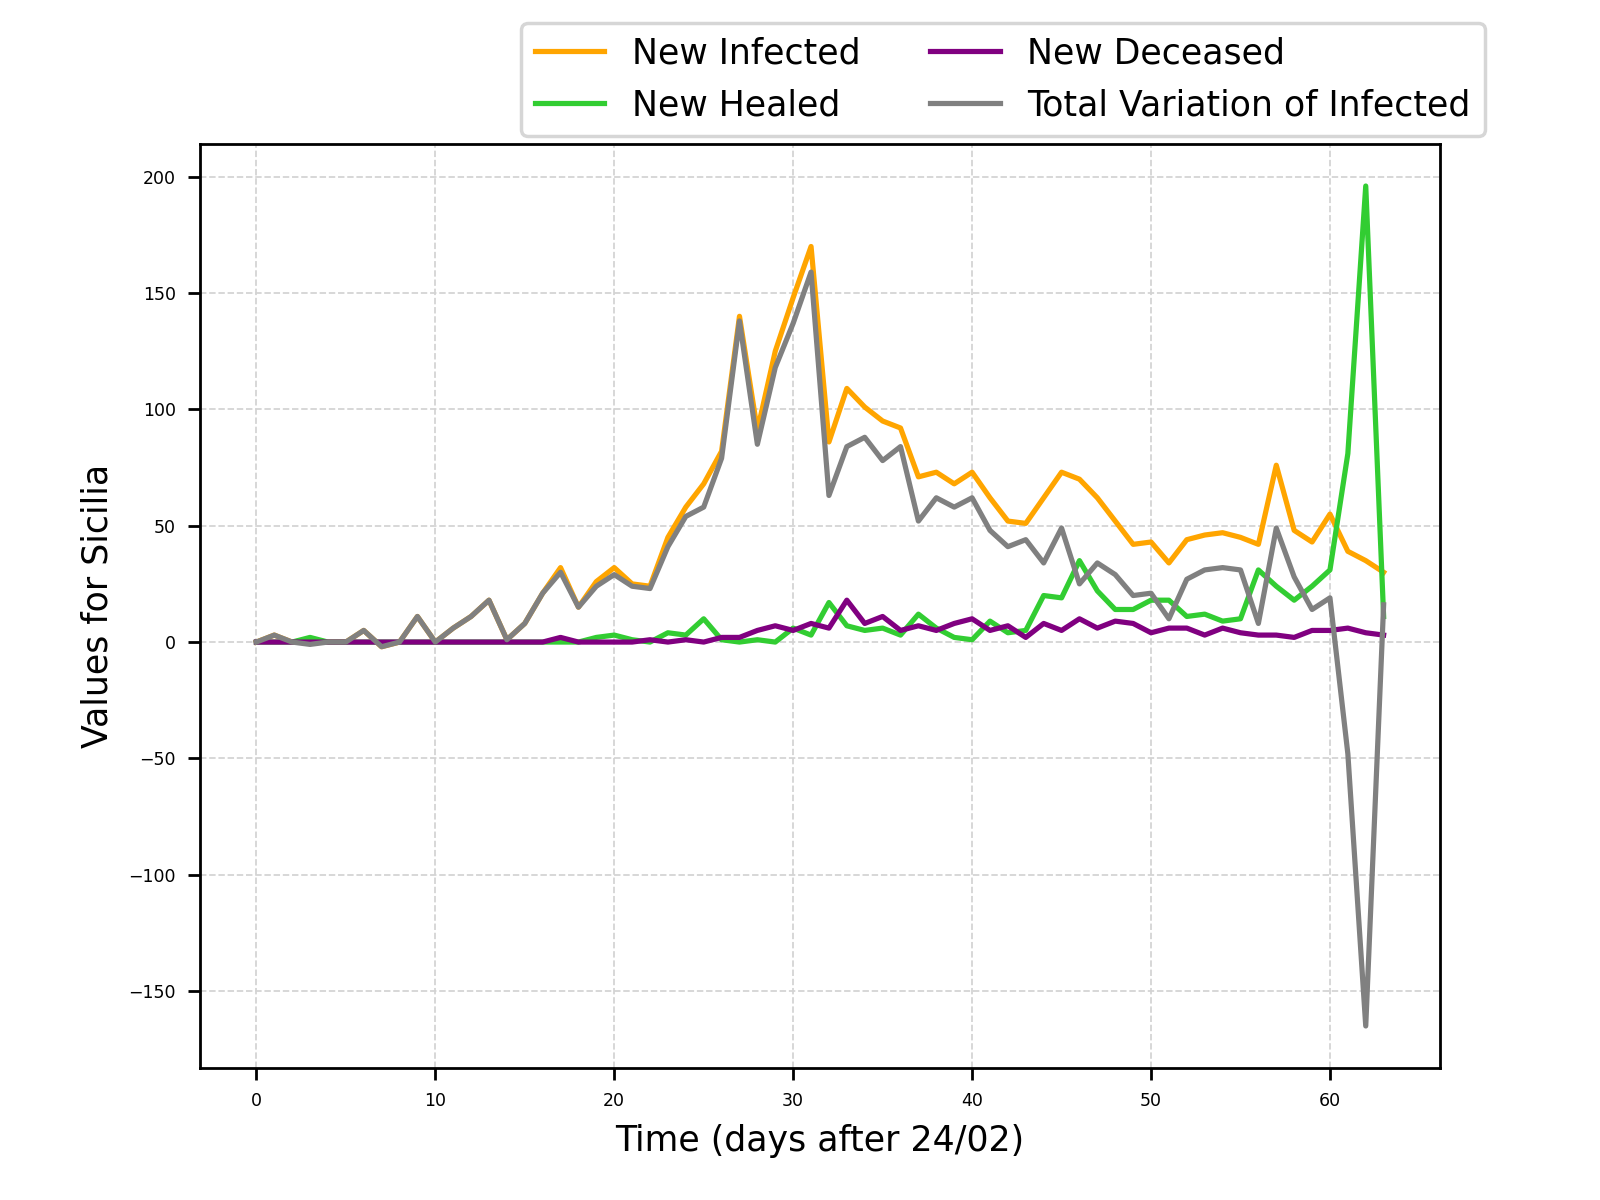 New Infected
New Healed
New Deceased
Total Variation of Infected
200
150
100
50
0
−50
−100
−150
Values for Sicilia
0 10 20 30 40 50 60
Time (days after 24/02)